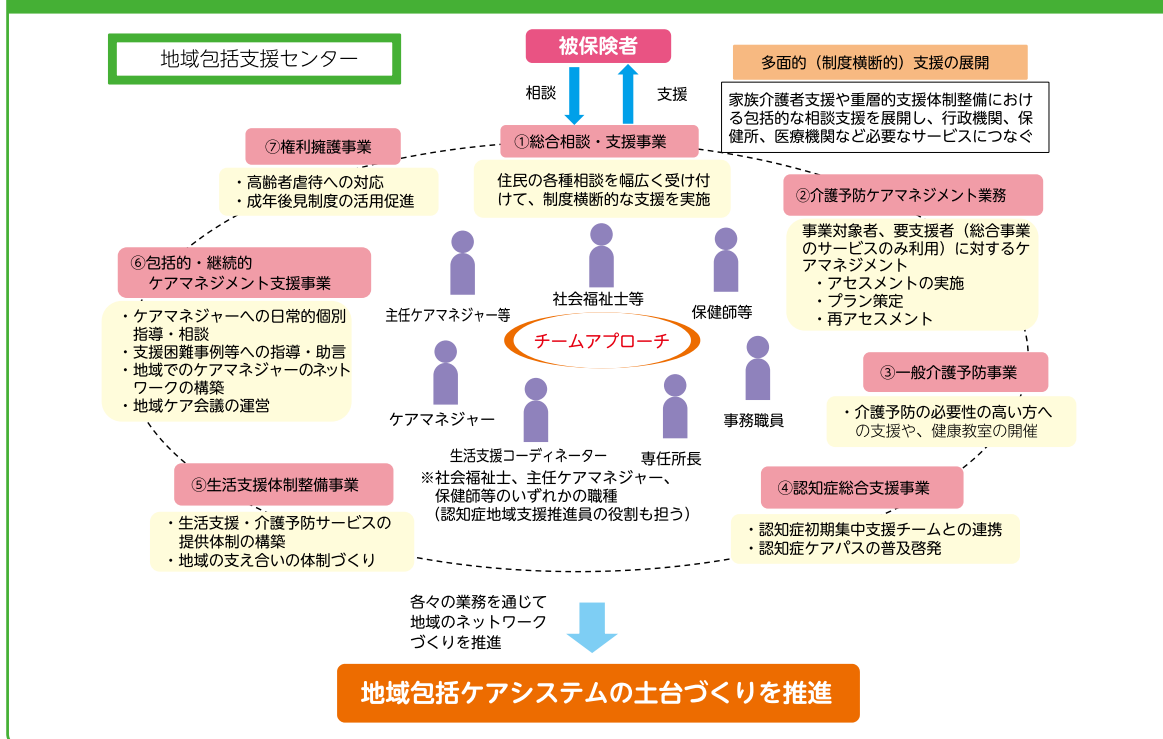 地域包括支援センター
被保険者
相談
支援
多面的（制度横断的）支援の展開
家族介護者支援や重層的支援体制整備におけ
る包括的な相談支援を展開し、行政機関、保
健所、医療機関など必要なサービスにつなぐ
①総合相談・支援事業
住民の各種相談を幅広く受け付
けて、制度横断的な支援を実施
②介護予防ケアマネジメント業務
事業対象者、要支援者（総合事業
のサービスのみ利用）に対するケ
アマネジメント
・アセスメントの実施
・プラン策定
・再アセスメント
③一般介護予防事業
・介護予防の必要性の高い方へ
の支援や、健康教室の開催
④認知症総合支援事業
・認知症初期集中支援チームとの連携
・認知症ケアパスの普及啓発
⑤生活支援体制整備事業
・生活支援・介護予防サービスの
提供体制の構築
・地域の支え合いの体制づくり
⑥包括的・継続的
ケアマネジメント支援事業
・ケアマネジャーへの日常的個別
指導・相談
・支援困難事例等への指導・助言
・地域でのケアマネジャーのネット
ワークの構築
・地域ケア会議の運営
⑦権利擁護事業
・高齢者虐待への対応
・成年後見制度の活用促進
主任ケアマネジャー等
社会福祉士等
保健師等
チームアプローチ
ケアマネジャー
生活支援コーディネーター
専任所長
事務職員
※社会福祉士、主任ケアマネジャー、
保健師等のいずれかの職種
（認知症地域支援推進員の役割も担う）
各々の業務を通じて
地域のネットワーク
づくりを推進
地域包括ケアシステムの土台づくりを推進